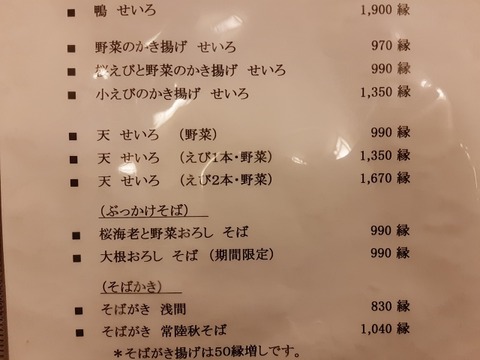 ■ 鴨 せいろ 1,900 縁
■ 野菜のかき揚げ せいろ 970 縁
■ 桜えびと野菜のかき揚げ せいろ 990 縁
■ 小えびのかき揚げ せいろ 1,350 縁
■ 天 せいろ (野菜) 990 縁
■ 天 せいろ (えび1本・野菜) 1,350 縁
■ 天 せいろ (えび2本・野菜) 1,670 縁
(ぶっかけそば)
■ 桜海老と野菜おろし そば 990 縁
■ 大根おろし そば (期間限定) 990 縁
(そばがき)
■ そばがき 浅間 830 縁
■ そばがき 常陸秋そば 1,040 縁
＊そばがき揚げは50縁増しです。